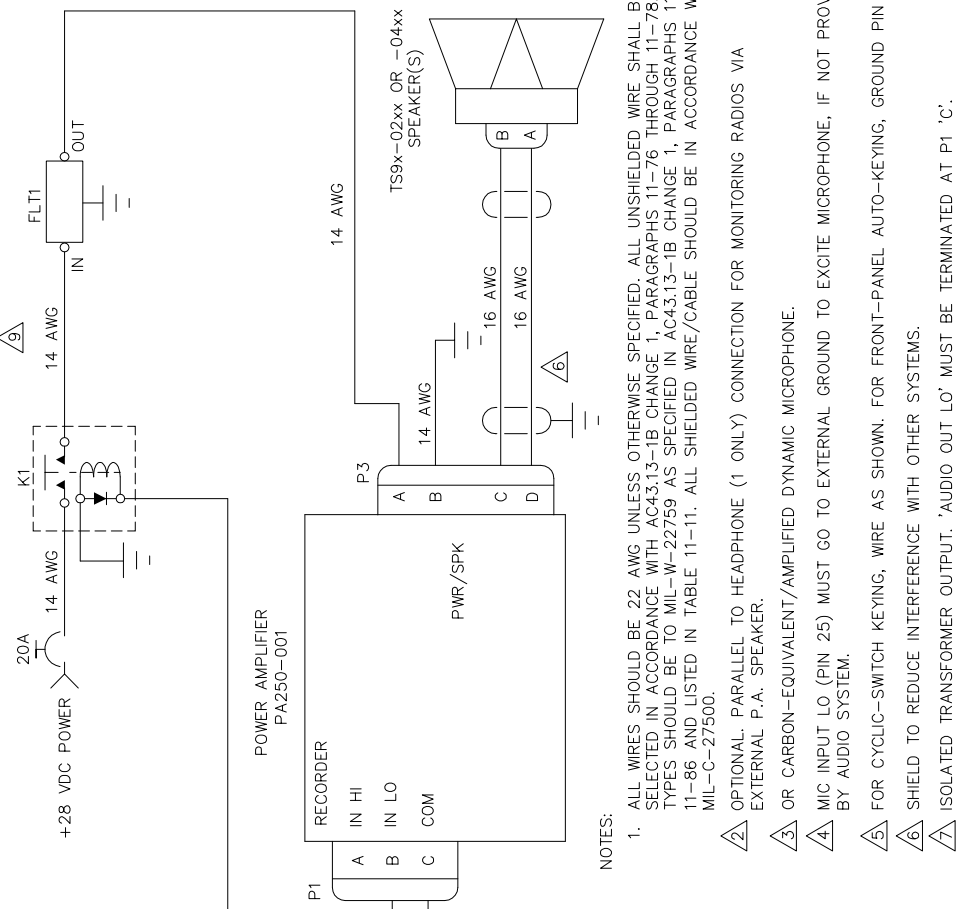 +28 VDC POWER
20A
14 AWG
K1
14 AWG
9
IN
FLT1
OUT
14 AWG
POWER AMPLIFIER
PA250-001
RECORDER
IN HI
IN LO
COM
PWR/SPK
P1
A
B
C
P3
A
B
C
D
14 AWG
16 AWG
16 AWG
6
B
A
TS9x-02xx OR -04xx
SPEAKER(S)
NOTES:
1. ALL WIRES SHOULD BE 22 AWG UNLESS OTHERWISE SPECIFIED. ALL UNSHIELDED WIRE SHALL
SELECTED IN ACCORDANCE WITH AC43.13-1B CHANGE 1, PARAGRAPHS 11-76 THROUGH 11-78.
TYPES SHOULD BE TO MIL-W-22759 AS SPECIFIED IN AC43.13-1B CHANGE 1, PARAGRAPHS
11-86 AND LISTED IN TABLE 11-11. ALL SHIELDED WIRE/CABLE SHOULD BE IN ACCORDANCE
MIL-C-27500.
2 OPTIONAL. PARALLEL TO HEADPHONE (1 ONLY) CONNECTION FOR MONITORING RADIOS VIA
EXTERNAL P.A. SPEAKER.
3 OR CARBON-EQUIVALENT/AMPLIFIED DYNAMIC MICROPHONE.
4 MIC INPUT LO (PIN 25) MUST GO TO EXTERNAL GROUND TO EXCITE MICROPHONE, IF NOT
BY AUDIO SYSTEM.
5 FOR CYCLIC-SWITCH KEYING, WIRE AS SHOWN. FOR FRONT-PANEL AUTO-KEYING, GROUND PIN
6 SHIELD TO REDUCE INTERFERENCE WITH OTHER SYSTEMS.
7 ISOLATED TRANSFORMER OUTPUT. 'AUDIO OUT LO' MUST BE TERMINATED AT P1 'C'.